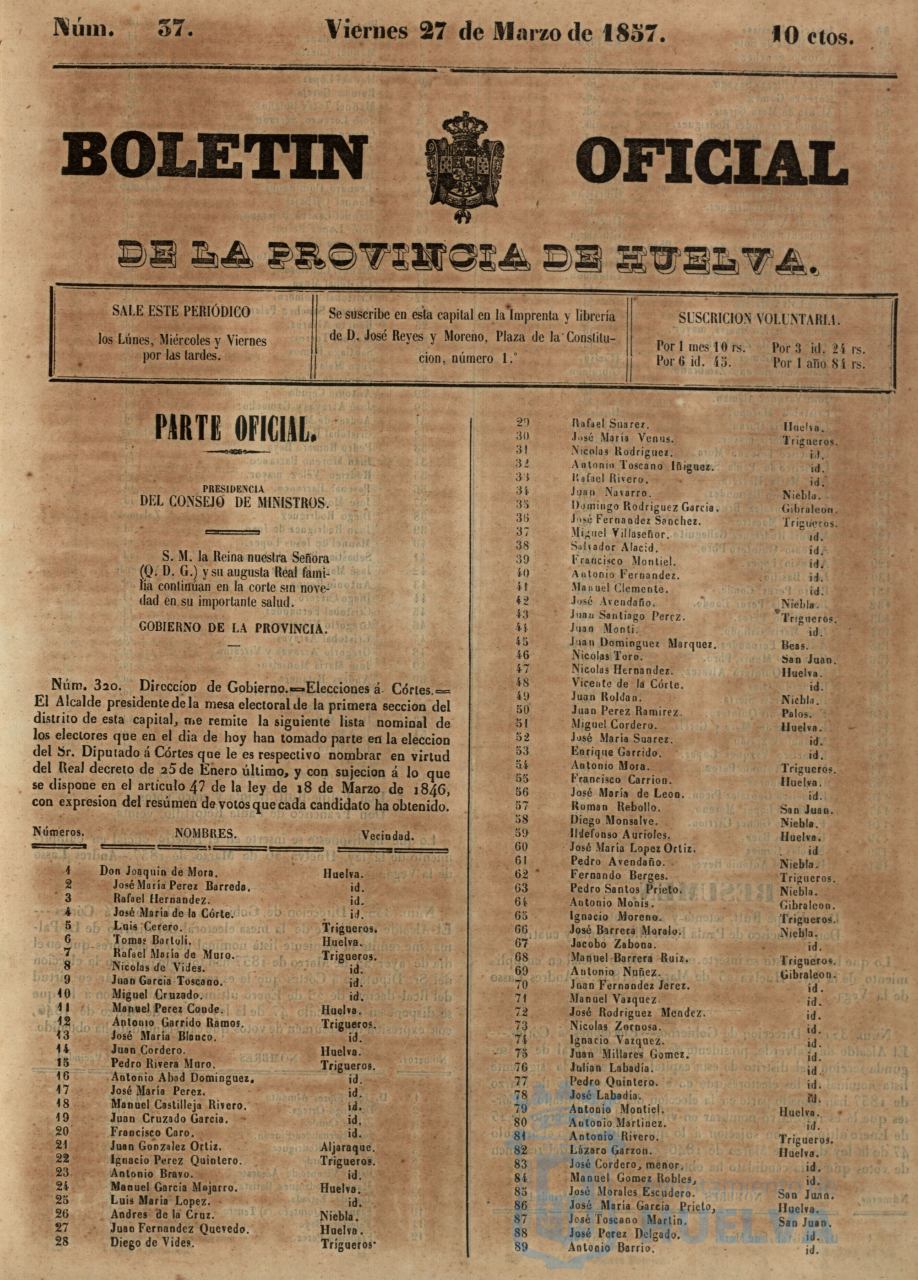 Núm. 37. Viernes 27 de Marzo de 1857. 10 ctos.
BOLETIN OFICIAL
DE LA PROVINCIA DE HUELVA.
SALE ESTE PERIÓDICO
los Lúnes, Miércoles y Viernes
por las tardes.
Se suscribe en esta capital en la Imprenta y librería
de D. José Reyes y Moreno, Plaza de la Constitu-
cion, número 1.°
SUSCRICION VOLUNTARIA.
Por 1 mes 10 rs. Por 3 id. 24 rs.
Por 6 id. 45. Por 1 año 84 rs.
PARTE OFICIAL.
PRESIDENCIA
DEL CONSEJO DE MINISTROS.
S. M. la Reina nuestra Señora
(Q. D. G.) y su augusta Real fami-
lia continúan en la corte sin nove-
dad en su importante salud.
GOBIERNO DE LA PROVINCIA.
Núm. 320. Direccion de Gobierno.=Elecciones á Córtes.=
El Alcalde presidente de la mesa electoral de la primera seccion del
distrito de esta capital, me remite la siguiente lista nominal de
los electores que en el dia de hoy han tomado parte en la eleccion
del Sr. Diputado á Córtes que le es respectivo nombrar en virtud
del Real decreto de 25 de Enero último, y con sujecion á lo que
se dispone en el artículo 47 de la ley de 18 de Marzo de 1846,
con expresion del resúmen de votos que cada candidato ha obtenido.
Números. NOMBRES. Vecindad.
1 Don Joaquin de Mora. Huelva.
2 José María Perez Barreda. id.
3 Rafael Hernandez. id.
4 José Maria de la Córte. id.
5 Luis Cerero. Trigueros.
6 Tomas Bartoli. Huelva.
7 Rafael María de Muro. Trigueros.
8 Nicolas de Vides. id.
9 Juan Garcia Toscano. id.
10 Miguel Cruzado. id.
11 Manuel Perez Conde. Huelva.
12 Antonio Garrido Ramos. Trigueros.
13 José Maria Blanco. id.
14 Juan Cordero. Huelva.
15 Pedro Rivera Muro. Trigueros.
16 Antonio Abad Dominguez. id.
17 José María Perez. id.
18 Manuel Castilleja Rivero. id.
19 Juan Cruzado Garcia. id.
20 Francisco Caro. id.
21 Juan Gonzalez Ortiz. Aljaraque.
22 Ignacio Perez Quintero. Trigueros.
23 Antonio Bravo. id.
24 Manuel Garcia Mojarro. Huelva.
25 Luis Maria Lopez. id.
26 Andres de la Cruz. Niebla.
27 Juan Fernandez Quevedo. Huelva.
28 Diego de Vides. Trigueros.
29 Rafael Suarez. Huelva.
30 José Maria Venus. Trigueros.
31 Nicolas Rodriguez. id.
32 Antonio Toscano Iñiguez. id.
33 Rafael Rivero. id.
34 Juan Navarro. Niebla.
35 Domingo Rodriguez Garcia. Gibraleon.
36 José Fernandez Sanchez. Trigueros.
37 Miguel Villaseñor. id.
38 Salvador Alacid. id.
39 Francisco Montiel. id.
40 Antonio Fernandez. id.
41 Manuel Clemente. id.
42 José Avendaño. Niebla.
43 Juan Santiago Perez. Trigueros.
44 Juan Monti. id.
45 Juan Dominguez Marquez. Beas.
46 Nicolas Toro. San Juan.
47 Nicolas Hernandez. Huelva.
48 Vicente de la Córte. id.
49 Juan Roldan. Niebla.
50 Juan Perez Ramirez. Palos.
51 Miguel Cordero. Huelva.
52 José Maria Suarez. id.
53 Enrique Garrido. id.
54 Antonio Mora. Trigueros.
55 Francisco Carrion. Huelva.
56 José Maria de Leon. id.
57 Roman Rebollo. San Juan.
58 Diego Monsalve. Niebla.
59 Ildefonso Aurioles. Huelva.
60 José Maria Lopez Ortiz. id
61 Pedro Avendaño. Niebla.
62 Fernando Berges. Trigueros.
63 Pedro Santos Prieto. Niebla.
64 Antonio Monis. Gibraleon.
65 Ignacio Moreno. Trigueros.
66 José Barrera Moralo. Niebla.
67 Jacobo Zabona. id.
68 Manuel Barrera Ruiz. Trigueros.
69 Antonio Nuñez. Gibraleon.
70 Juan Fernandez Jerez. id.
71 Manuel Vazquez id.
72 José Rodriguez Mendez. id.
73 Nicolas Zornosa. id.
74 Ignacio Vazquez. id.
75 Juan Millares Gomez. id.
76 Julian Labadia. id.
77 Pedro Quintero. id.
78 José Labadia. id.
79 Antonio Montiel. Huelva.
80 Antonio Martinez. id.
81 Antonio Rivero. Trigueros.
82 Lázaro Garzon. Huelva.
83 José Cordero, menor. id.
84 Manuel Gomez Robles, id.
85 José Morales Escudero. San Juan.
86 José Maria Garcia Prieto, Huelva.
87 José Toscano Martin. San Juan.
88 José Perez Delgado. id.
89 Antonio Barrio. id.
HUELVA